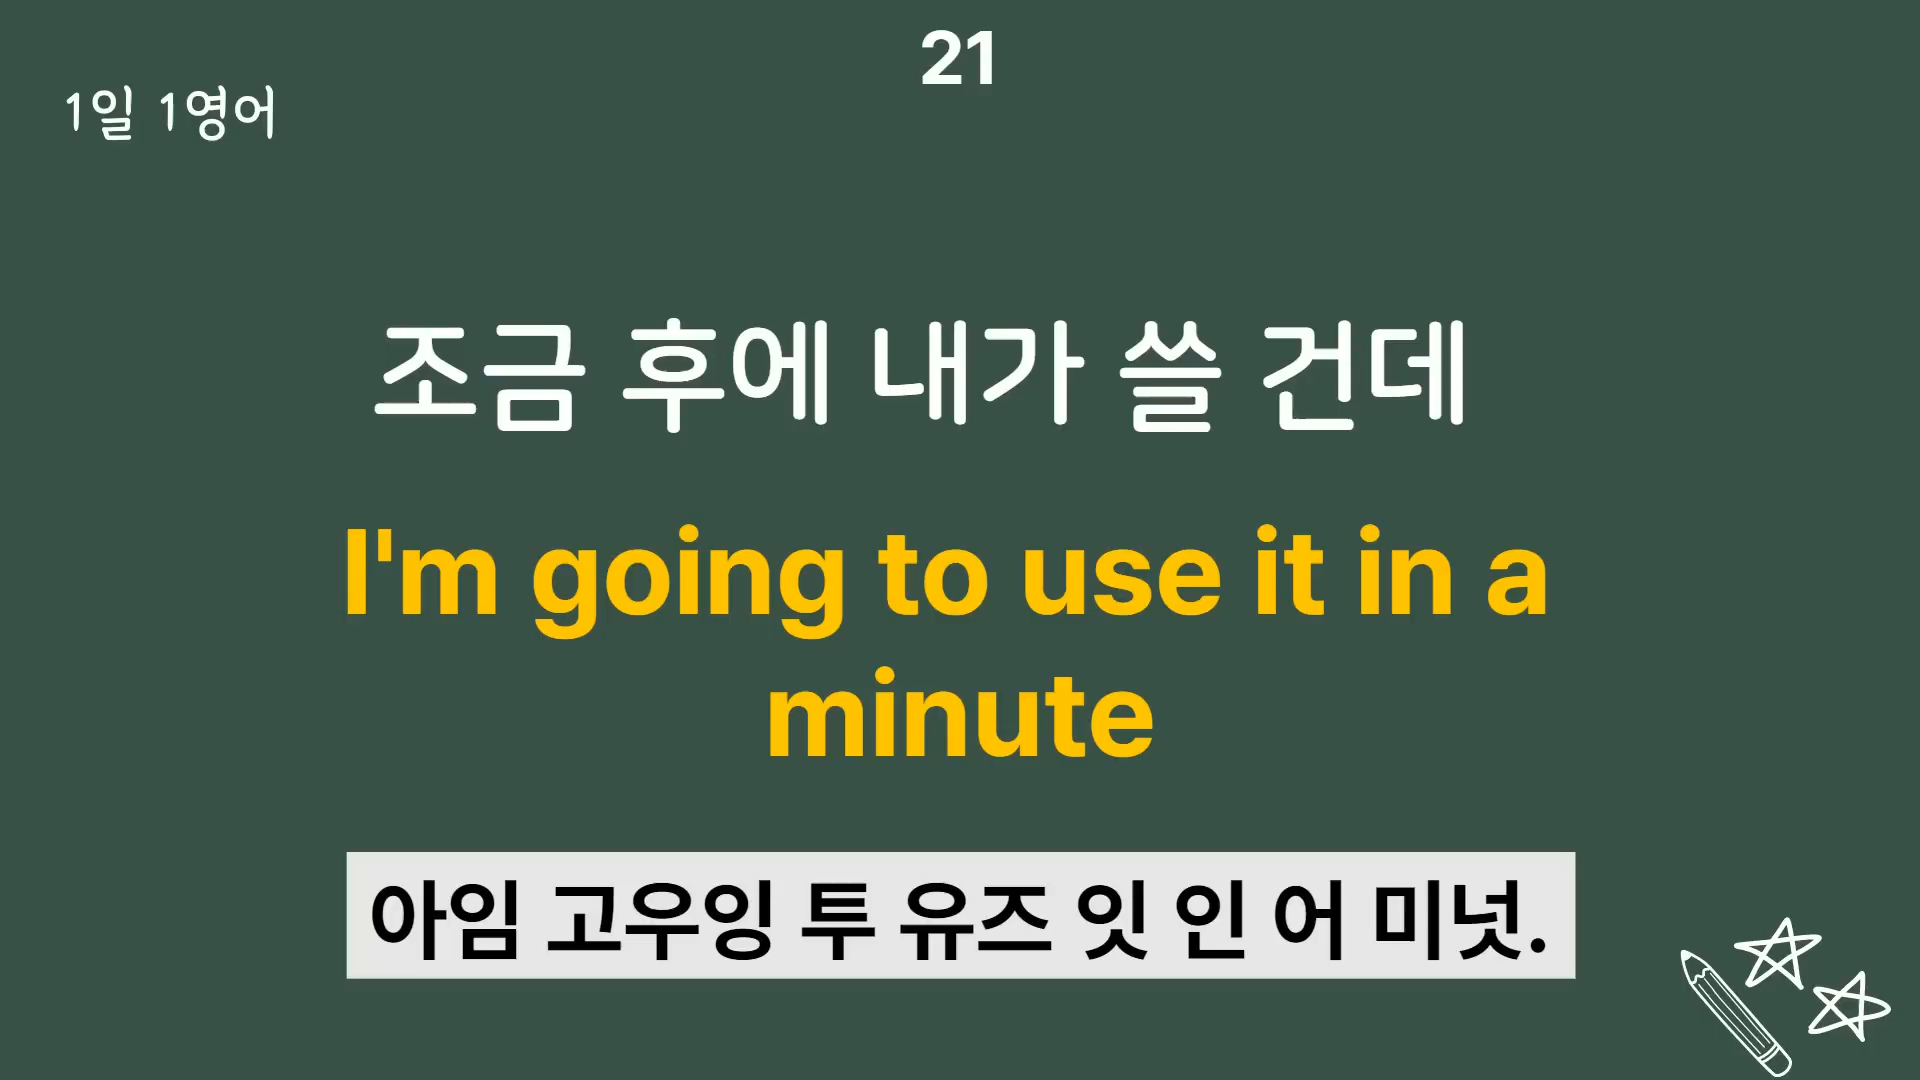 21
1일 1영어
조금 후에 내가 쓸 건데
I'm going to use it in a
minute
아임 고우잉 투 유즈 잇 인 어 미넛.